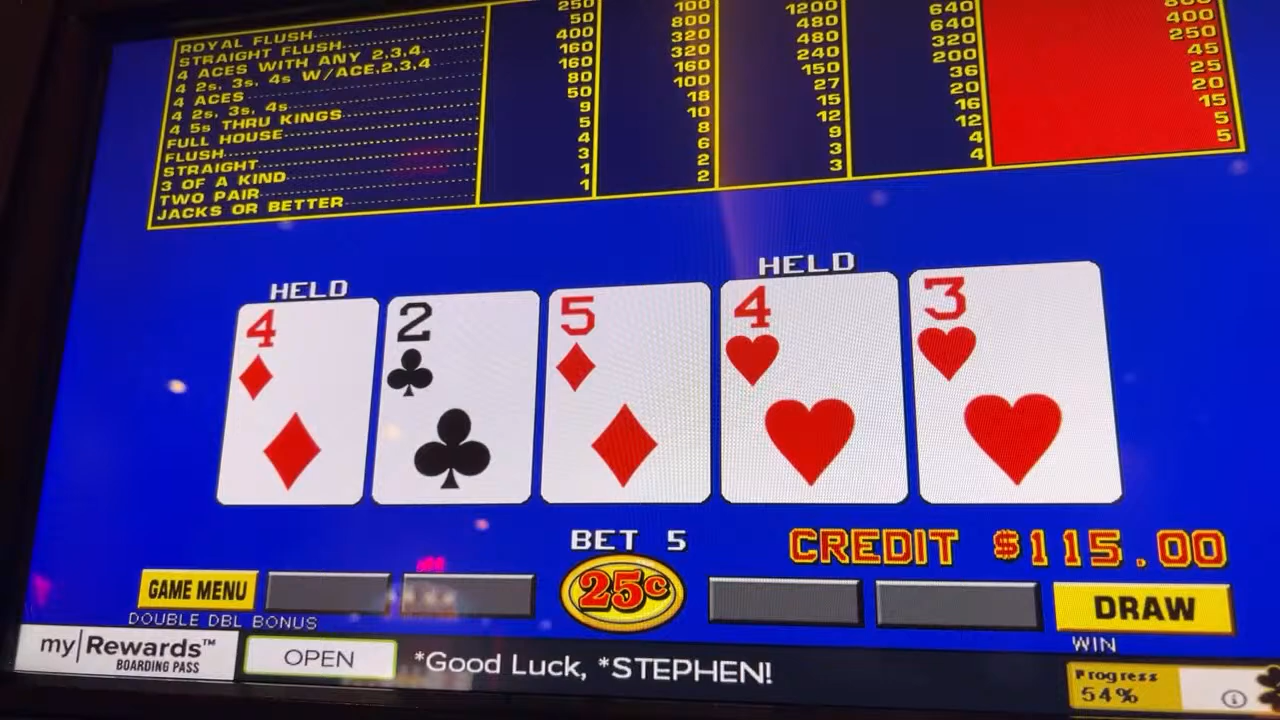 ROYAL FLUSH 250
STRAIGHT FLUSH 50 100
4 ACES WITH ANY 2,3,4 400 800 1200
4 2s, 3s, 4s W/ACE,2,3,4 160 320 480 640
4 ACES 160 320 480 640 800
4 2s, 3s, 4s 80 160 240 320 400
4 5s THRU KINGS 50 100 150 200 250
FULL HOUSE 9 18 27 36 45
FLUSH 5 10 15 20 25
STRAIGHT 4 8 12 16 20
3 OF A KIND 3 6 9 12 15
TWO PAIR 1 2 3 4 5
JACKS OR BETTER 1 2 3 4 5
HELD HELD
4 2 5 4 3
BET 5 CREDIT $115.00
GAME MENU 25¢ DRAW
DOUBLE DBL BONUS WIN
my|Rewards™ OPEN *Good Luck, *STEPHEN! Progress
BOARDING PASS 54%